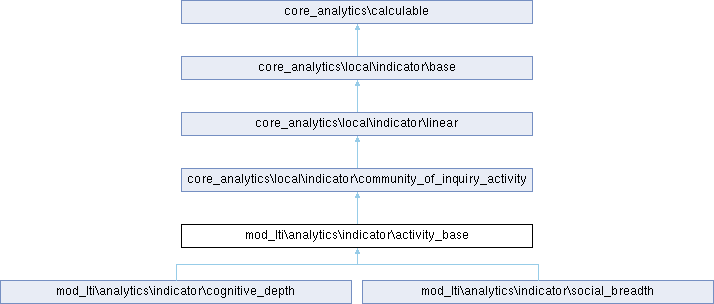 core_analytics\calculable
core_analytics\local\indicator\base
core_analytics\local\indicator\linear
core_analytics\local\indicator\community_of_inquiry_activity
mod_lti\analytics\indicator\activity_base
mod_lti\analytics\indicator\cognitive_depth
mod_lti\analytics\indicator\social_breadth